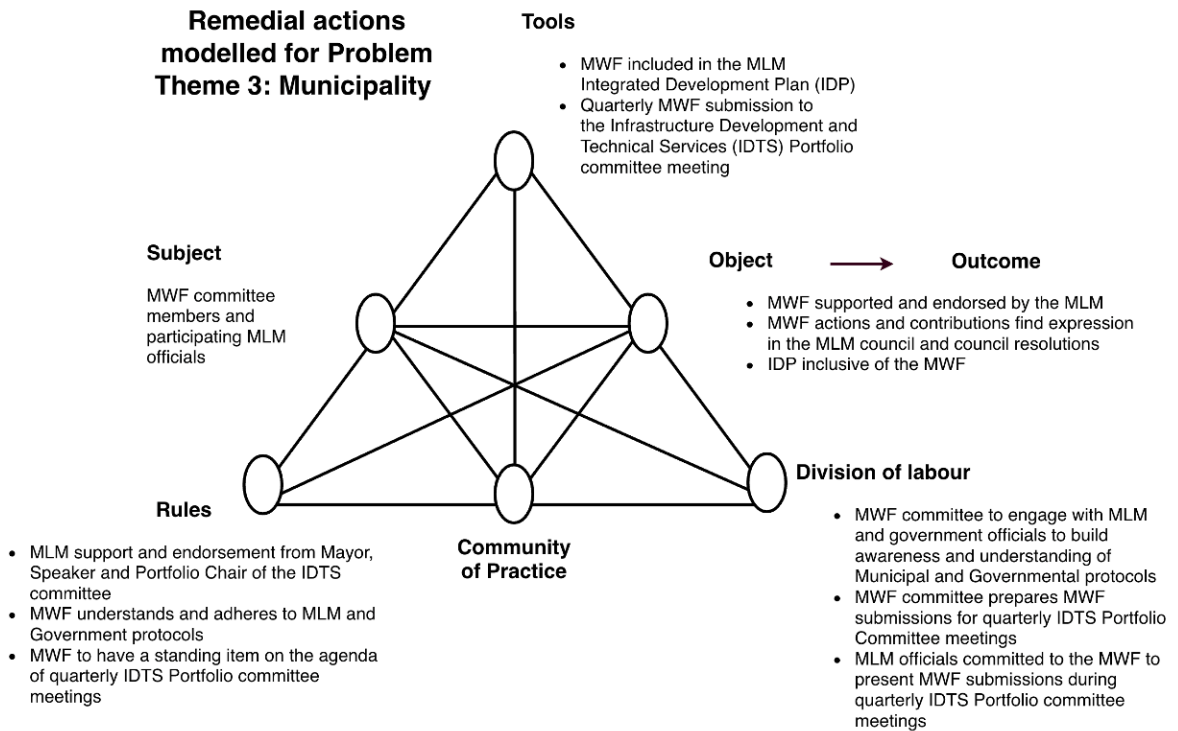 Remedial actions
modelled for Problem
Theme 3: Municipality
Tools
• MWF included in the MLM
Integrated Development Plan (IDP)
• Quarterly MWF submission to
the Infrastructure Development and
Technical Services (IDTS) Portfolio
committee meeting
Subject
MWF committee
members and
participating MLM
officials
Object
Outcome
• MWF supported and endorsed by the MLM
• MWF actions and contributions find expression
in the MLM council and council resolutions
• IDP inclusive of the MWF
Rules
• MLM support and endorsement from Mayor,
Speaker and Portfolio Chair of the IDTS
committee
• MWF understands and adheres to MLM and
Government protocols
• MWF to have a standing item on the agenda
of quarterly IDTS Portfolio committee
meetings
Community
of Practice
Division of labour
• MWF committee to engage with MLM
and government officials to build
awareness and understanding of
Municipal and Governmental protocols
• MWF committee prepares MWF
submissions for quarterly IDTS Portfolio
Committee meetings
• MLM officials committed to the MWF to
present MWF submissions during
quarterly IDTS Portfolio committee
meetings